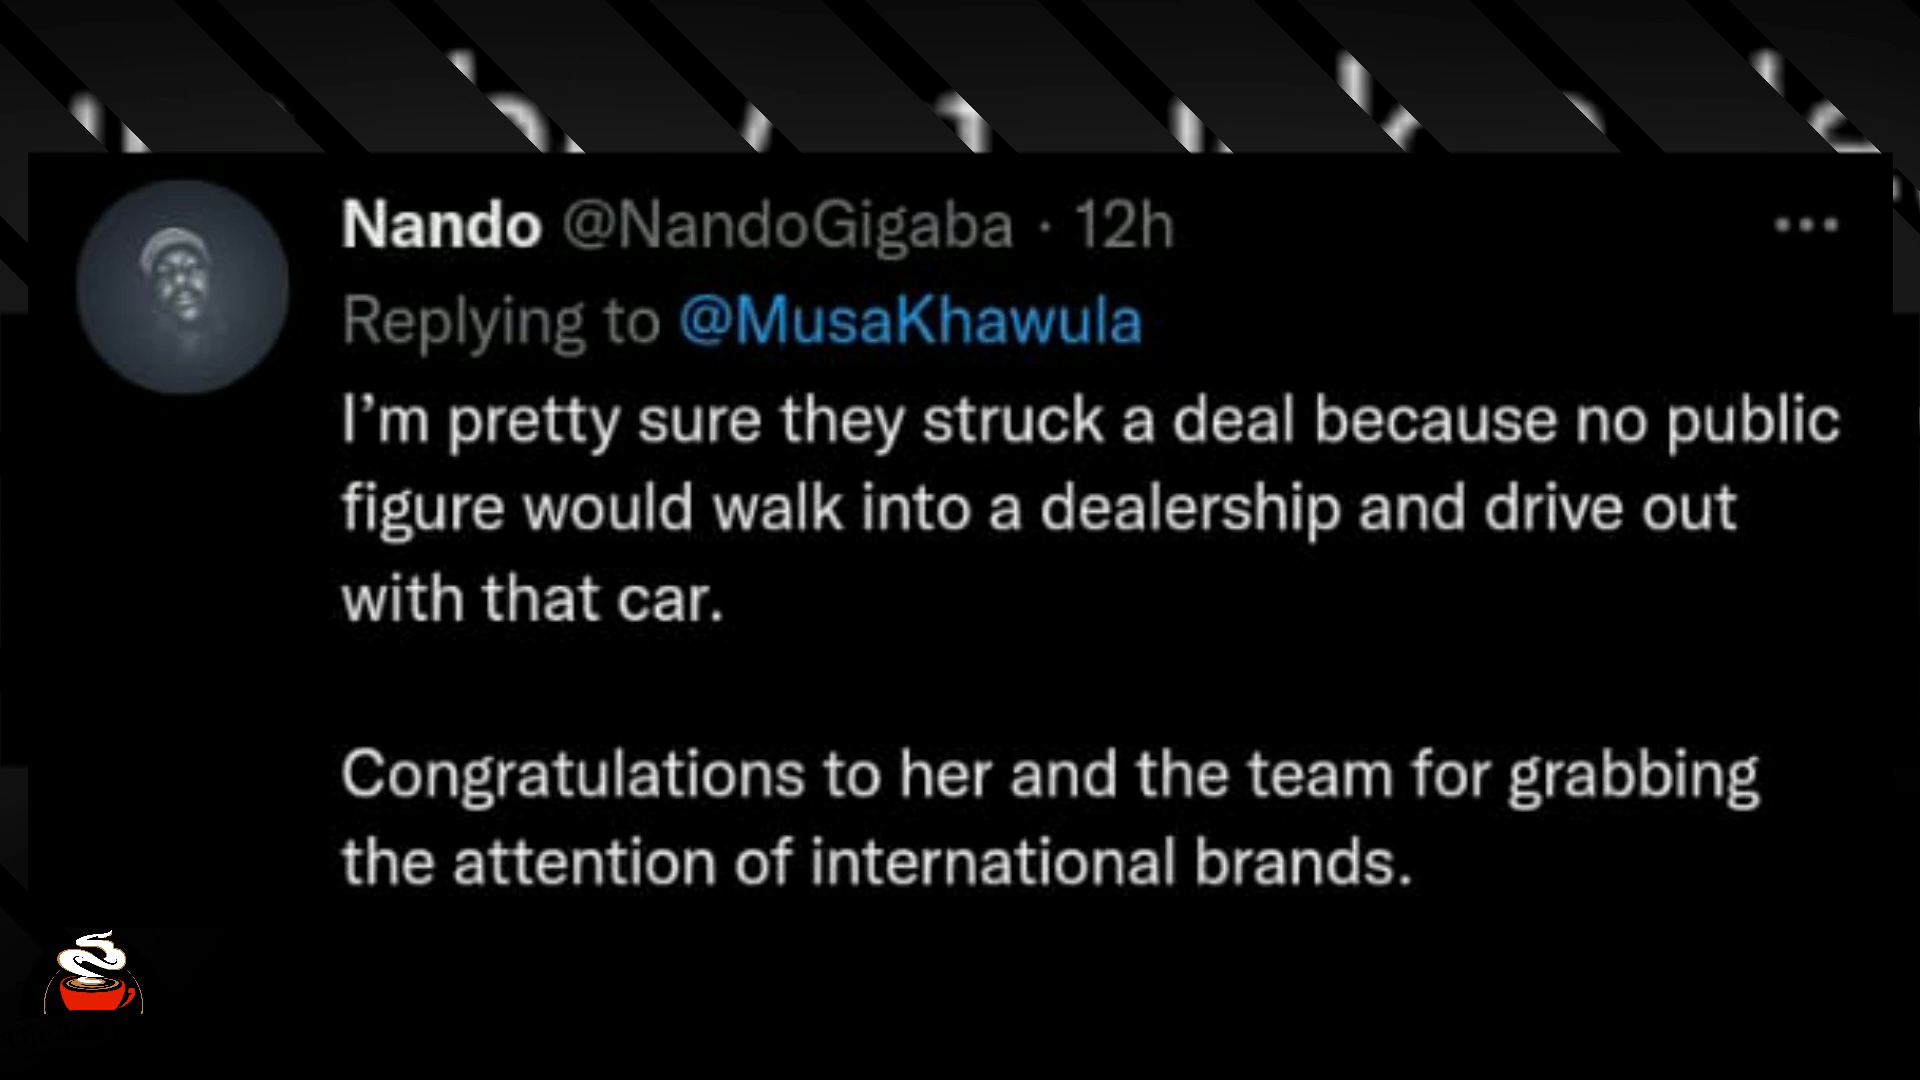 Nando @NandoGigaba · 12h
Replying to @MusaKhawula
I’m pretty sure they struck a deal because no public
figure would walk into a dealership and drive out
with that car.
Congratulations to her and the team for grabbing
the attention of international brands.